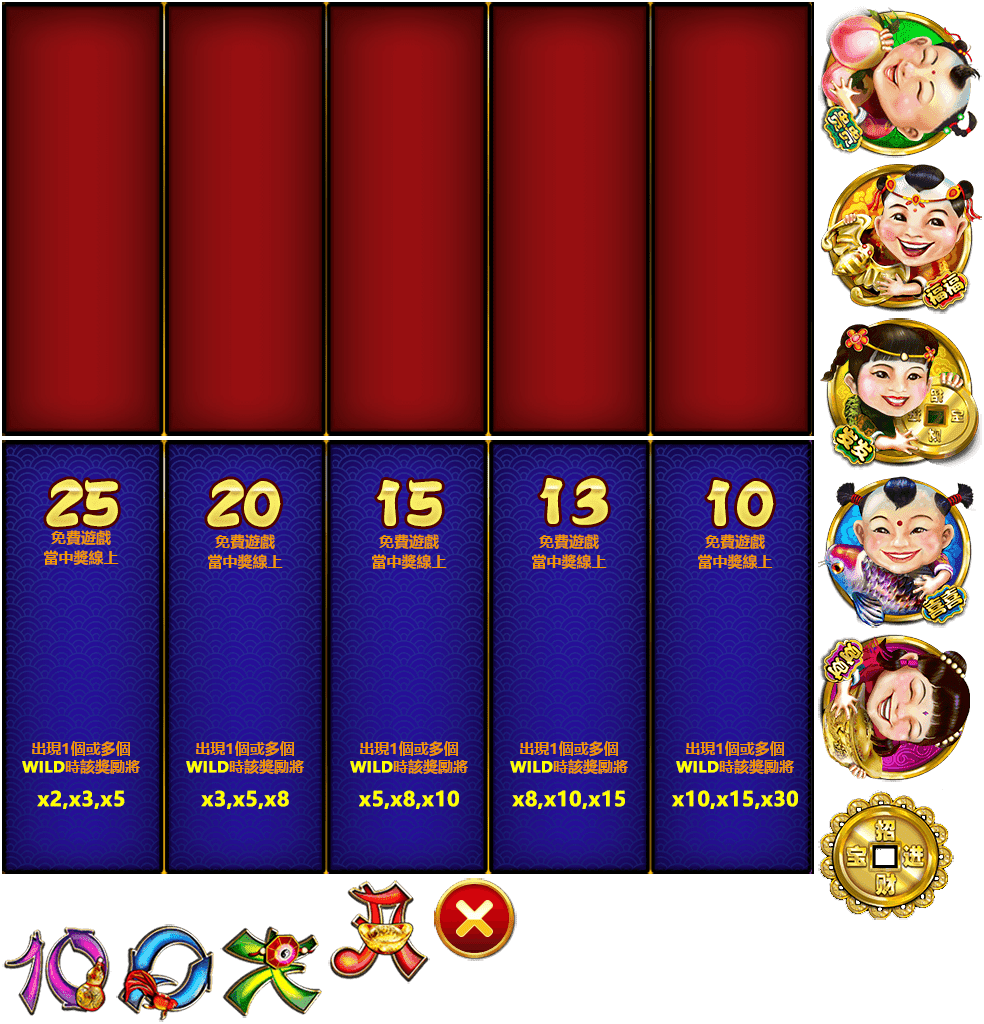 25
免費遊戲
當中獎線上
出現1個或多個
WILD時該獎勵將
x2,x3,x5
20
免費遊戲
當中獎線上
出現1個或多個
WILD時該獎勵將
x3,x5,x8
15
免費遊戲
當中獎線上
出現1個或多個
WILD時該獎勵將
x5,x8,x10
13
免費遊戲
當中獎線上
出現1個或多個
WILD時該獎勵將
x8,x10,x15
10
免費遊戲
當中獎線上
出現1個或多個
WILD時該獎勵將
x10,x15,x30
福福
发发
喜喜
招
宝进
财
10
Q